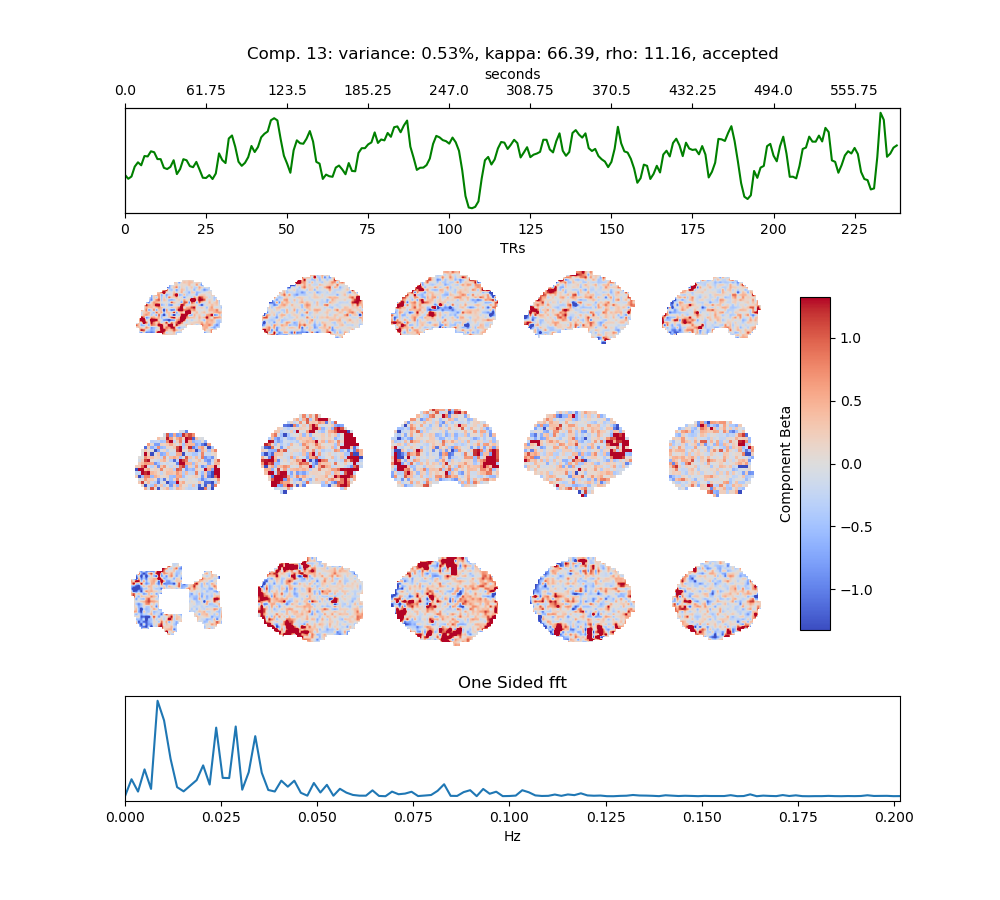 Comp. 13: variance: 0.53%, kappa: 66.39, rho: 11.16, accepted
seconds
0.0 61.75 123.5 185.25 247.0 308.75 370.5 432.25 494.0 555.75
0 25 50 75 100 125 150 175 200 225
TRs
1.0
0.5
0.0
−0.5
−1.0
Component Beta
One Sided fft
0.000 0.025 0.050 0.075 0.100 0.125 0.150 0.175 0.200
Hz